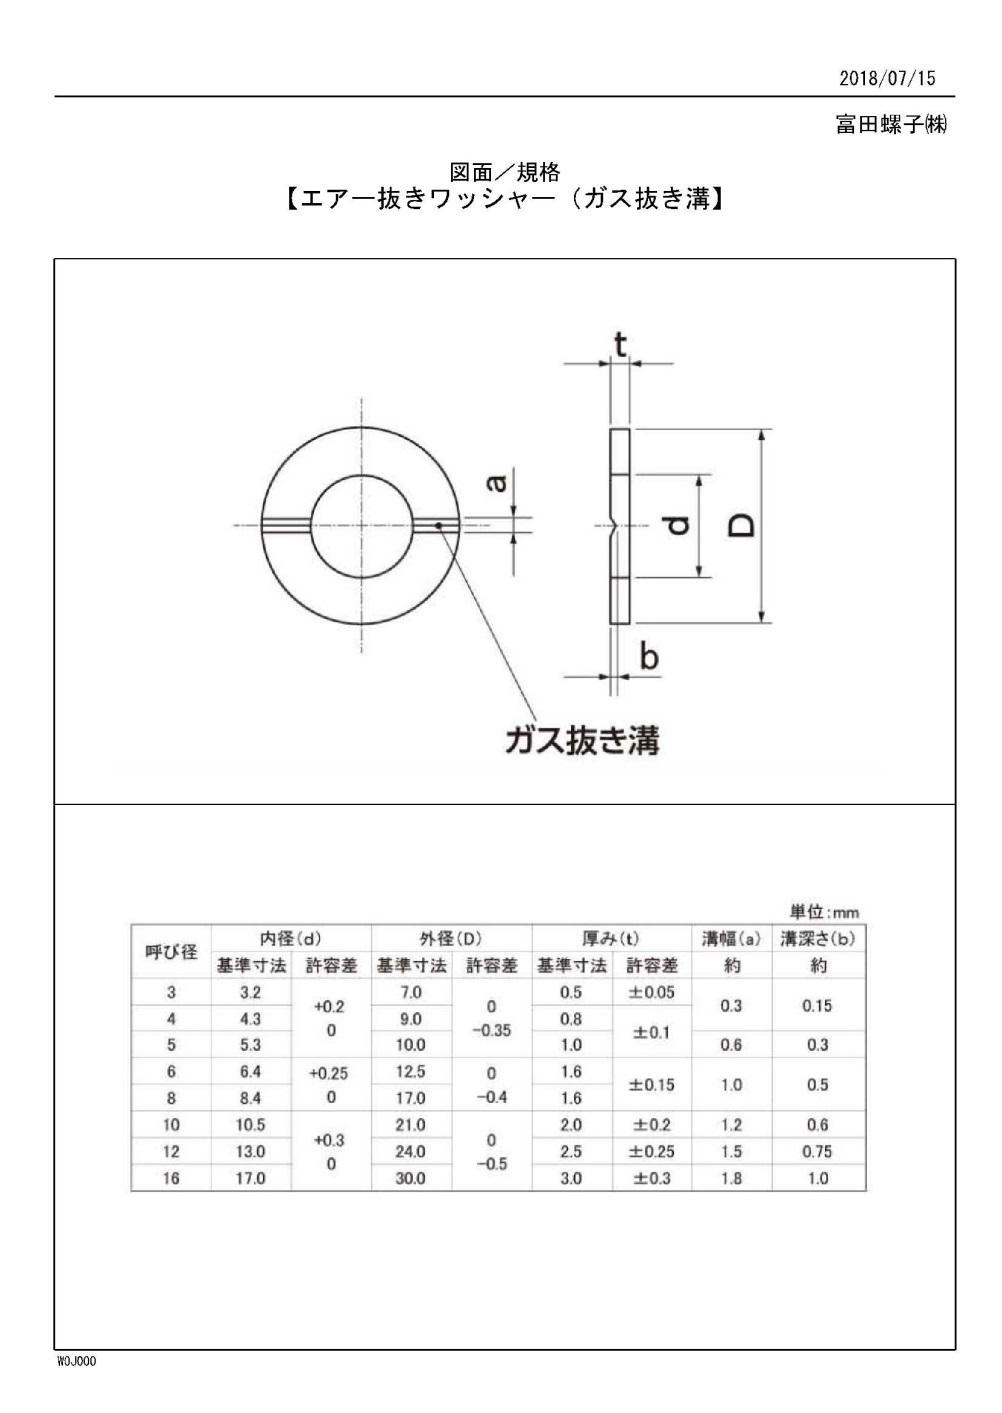 2018/07/15
富田螺子㈱
図面／規格
【エアー抜きワッシャー（ガス抜き溝】
t
a
d
D
b
ガス抜き溝
単位:mm
呼び径 内径(d) 外径(D) 厚み(t) 溝幅(a) 溝深さ(b)
基準寸法 許容差 基準寸法 許容差 基準寸法 許容差 約 約
3 3.2 +0.2 0 7.0 0 -0.35 0.5 ±0.05 0.3 0.15
4 4.3 9.0 0.8 ±0.1
5 5.3 10.0 1.0 0.6 0.3
6 6.4 +0.25 0 12.5 0 -0.4 1.6 ±0.15 1.0 0.5
8 8.4 17.0 1.6
10 10.5 +0.3 0 21.0 0 -0.5 2.0 ±0.2 1.2 0.6
12 13.0 24.0 2.5 ±0.25 1.5 0.75
16 17.0 30.0 3.0 ±0.3 1.8 1.0
W0J000